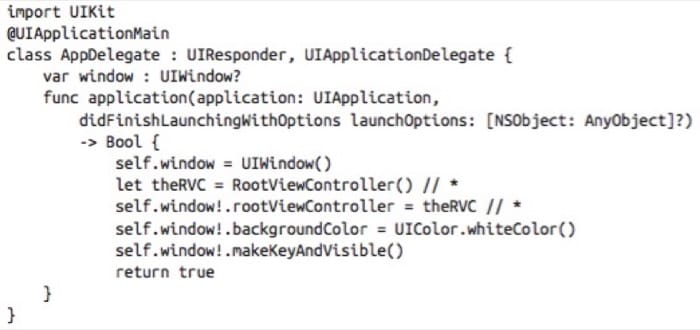 import UIKit
@UIApplicationMain
class AppDelegate : UIResponder, UIApplicationDelegate {
    var window : UIWindow?
    func application(application: UIApplication,
        didFinishLaunchingWithOptions launchOptions: [NSObject: AnyObject]?)
        -> Bool {
            self.window = UIWindow()
            let theRVC = RootViewController() // *
            self.window!.rootViewController = theRVC // *
            self.window!.backgroundColor = UIColor.whiteColor()
            self.window!.makeKeyAndVisible()
            return true
    }
}